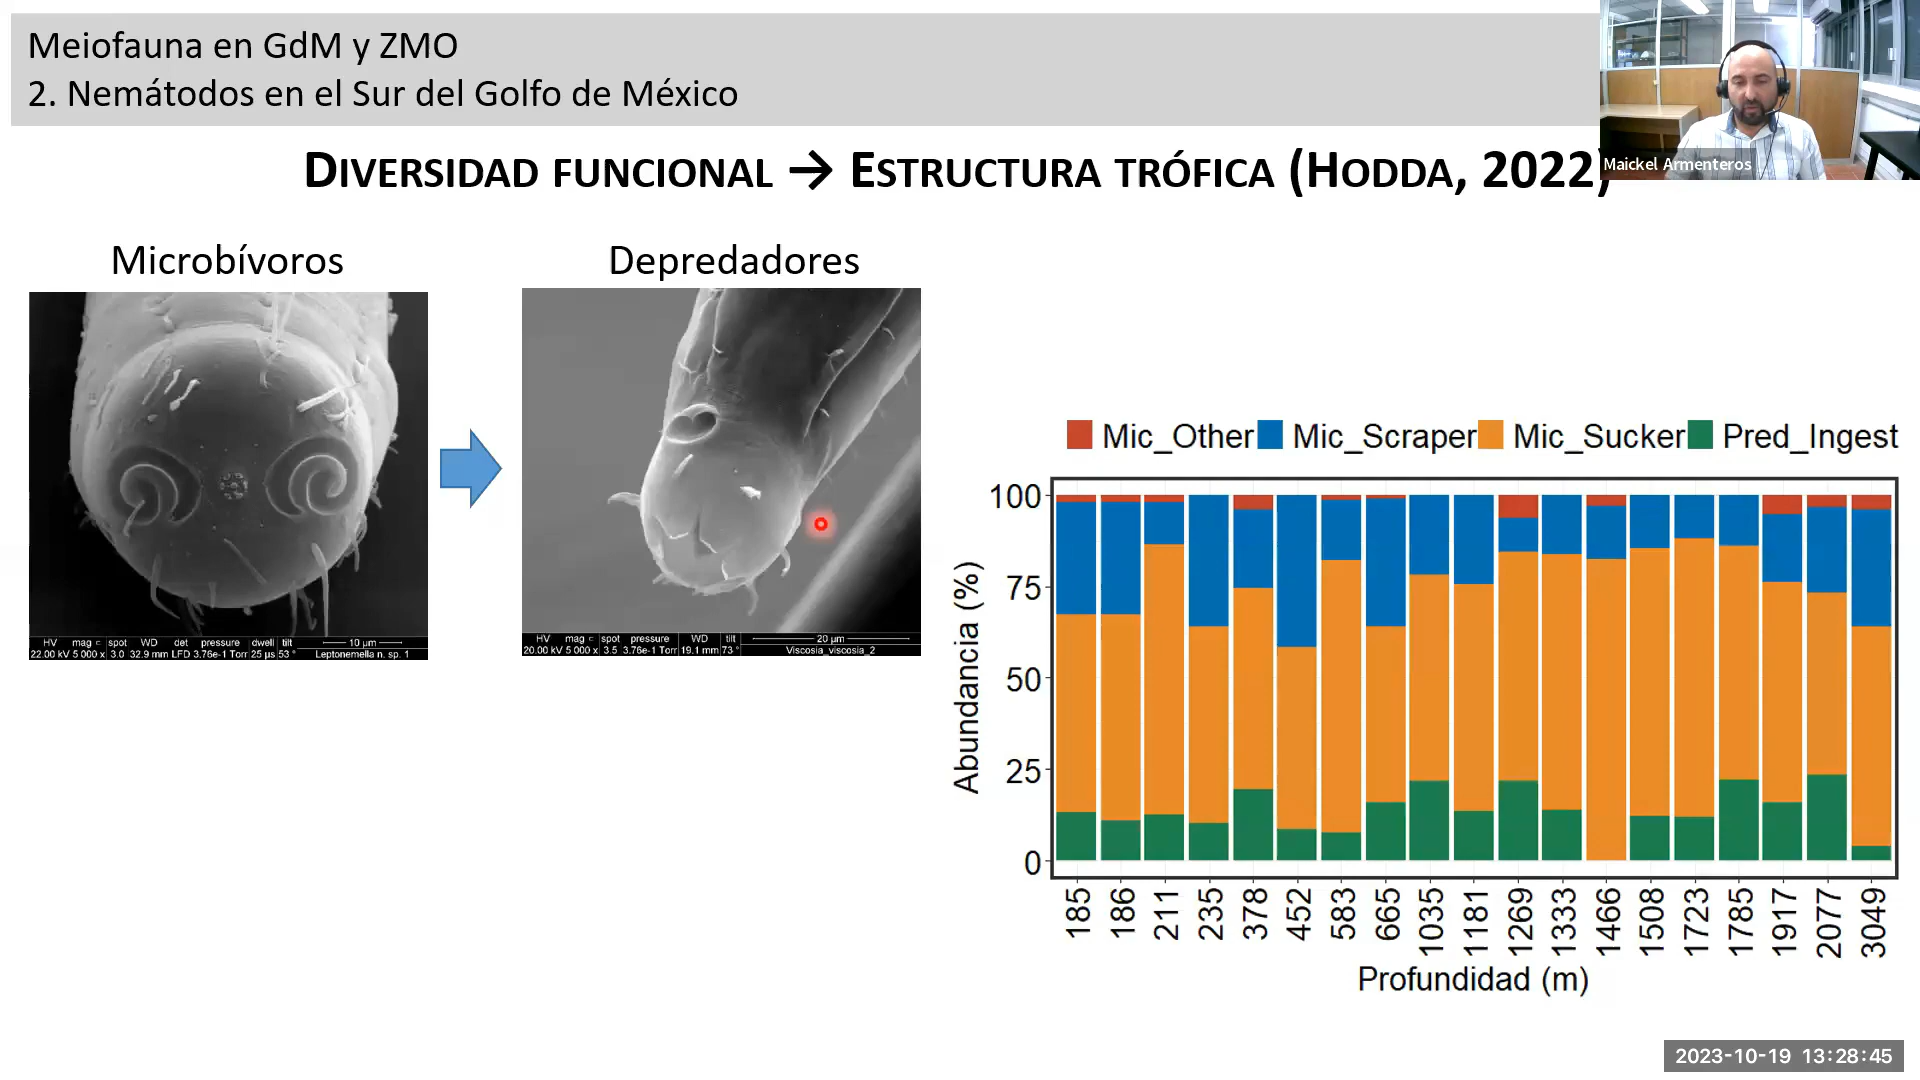 Meiofauna en GdM y ZMO
2. Nemátodos en el Sur del Golfo de México
DIVERSIDAD FUNCIONAL → ESTRUCTURA TRÓFICA (HODDA, 2022)
Maickel Armenteros
Microbívoros
Depredadores
HV mag spot WD det pressure dwell tilt 10 µm
22.00 kV 5 000 x 3.0 32.9 mm LFD 3.76e-1 Torr 25 µs 53 ° Leptonemella n. sp. 1
HV mag spot pressure WD tilt 20 µm
20.00 kV 5 000 x 3.5 3.76e-1 Torr 19.1 mm 73 ° Viscosia_viscosia_2
Mic_Other Mic_Scraper Mic_Sucker Pred_Ingest
Abundancia (%)
100
75
50
25
0
185 186 211 235 378 452 583 665 1035 1181 1269 1333 1466 1508 1723 1785 1917 2077 3049
Profundidad (m)
2023-10-19 13:28:45